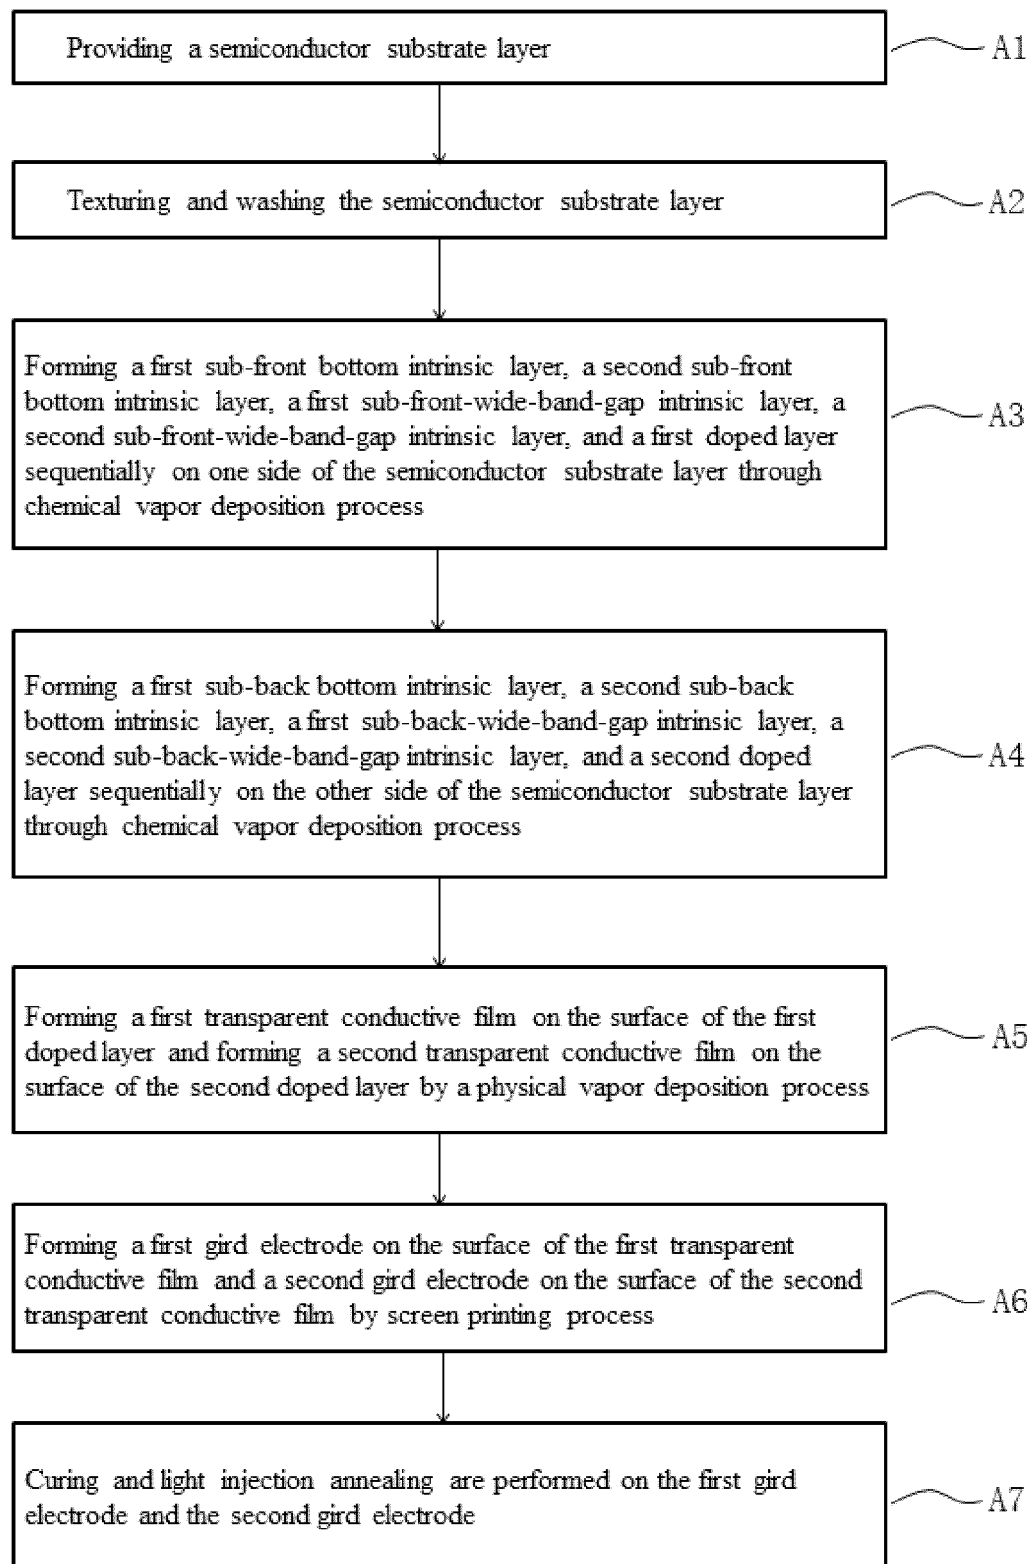 Providing a semiconductor substrate layer
A1
Texturing and washing the semiconductor substrate layer
A2
Forming a first sub-front bottom intrinsic layer, a second sub-front
bottom intrinsic layer, a first sub-front-wide-band-gap intrinsic layer, a
second sub-front-wide-band-gap intrinsic layer, and a first doped layer
sequentially on one side of the semiconductor substrate layer through
chemical vapor deposition process
A3
Forming a first sub-back bottom intrinsic layer, a second sub-back
bottom intrinsic layer, a first sub-back-wide-band-gap intrinsic layer, a
second sub-back-wide-band-gap intrinsic layer, and a second doped
layer sequentially on the other side of the semiconductor substrate layer
through chemical vapor deposition process
A4
Forming a first transparent conductive film on the surface of the first
doped layer and forming a second transparent conductive film on the
surface of the second doped layer by a physical vapor deposition process
A5
Forming a first gird electrode on the surface of the first transparent
conductive film and a second gird electrode on the surface of the second
transparent conductive film by screen printing process
A6
Curing and light injection annealing are performed on the first gird
electrode and the second gird electrode
A7